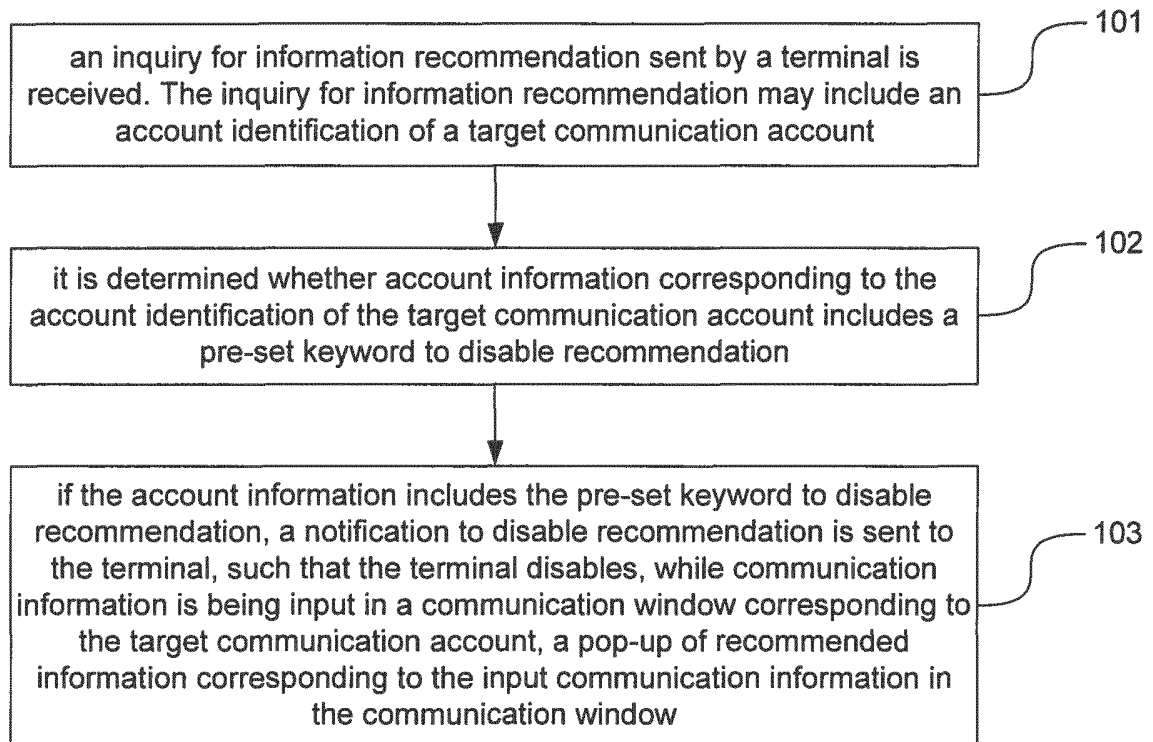 an inquiry for information recommendation sent by a terminal is
received. The inquiry for information recommendation may include an
account identification of a target communication account
101
it is determined whether account information corresponding to the
account identification of the target communication account includes a
pre-set keyword to disable recommendation
102
if the account information includes the pre-set keyword to disable
recommendation, a notification to disable recommendation is sent to
the terminal, such that the terminal disables, while communication
information is being input in a communication window corresponding to
the target communication account, a pop-up of recommended
information corresponding to the input communication information in
the communication window
103